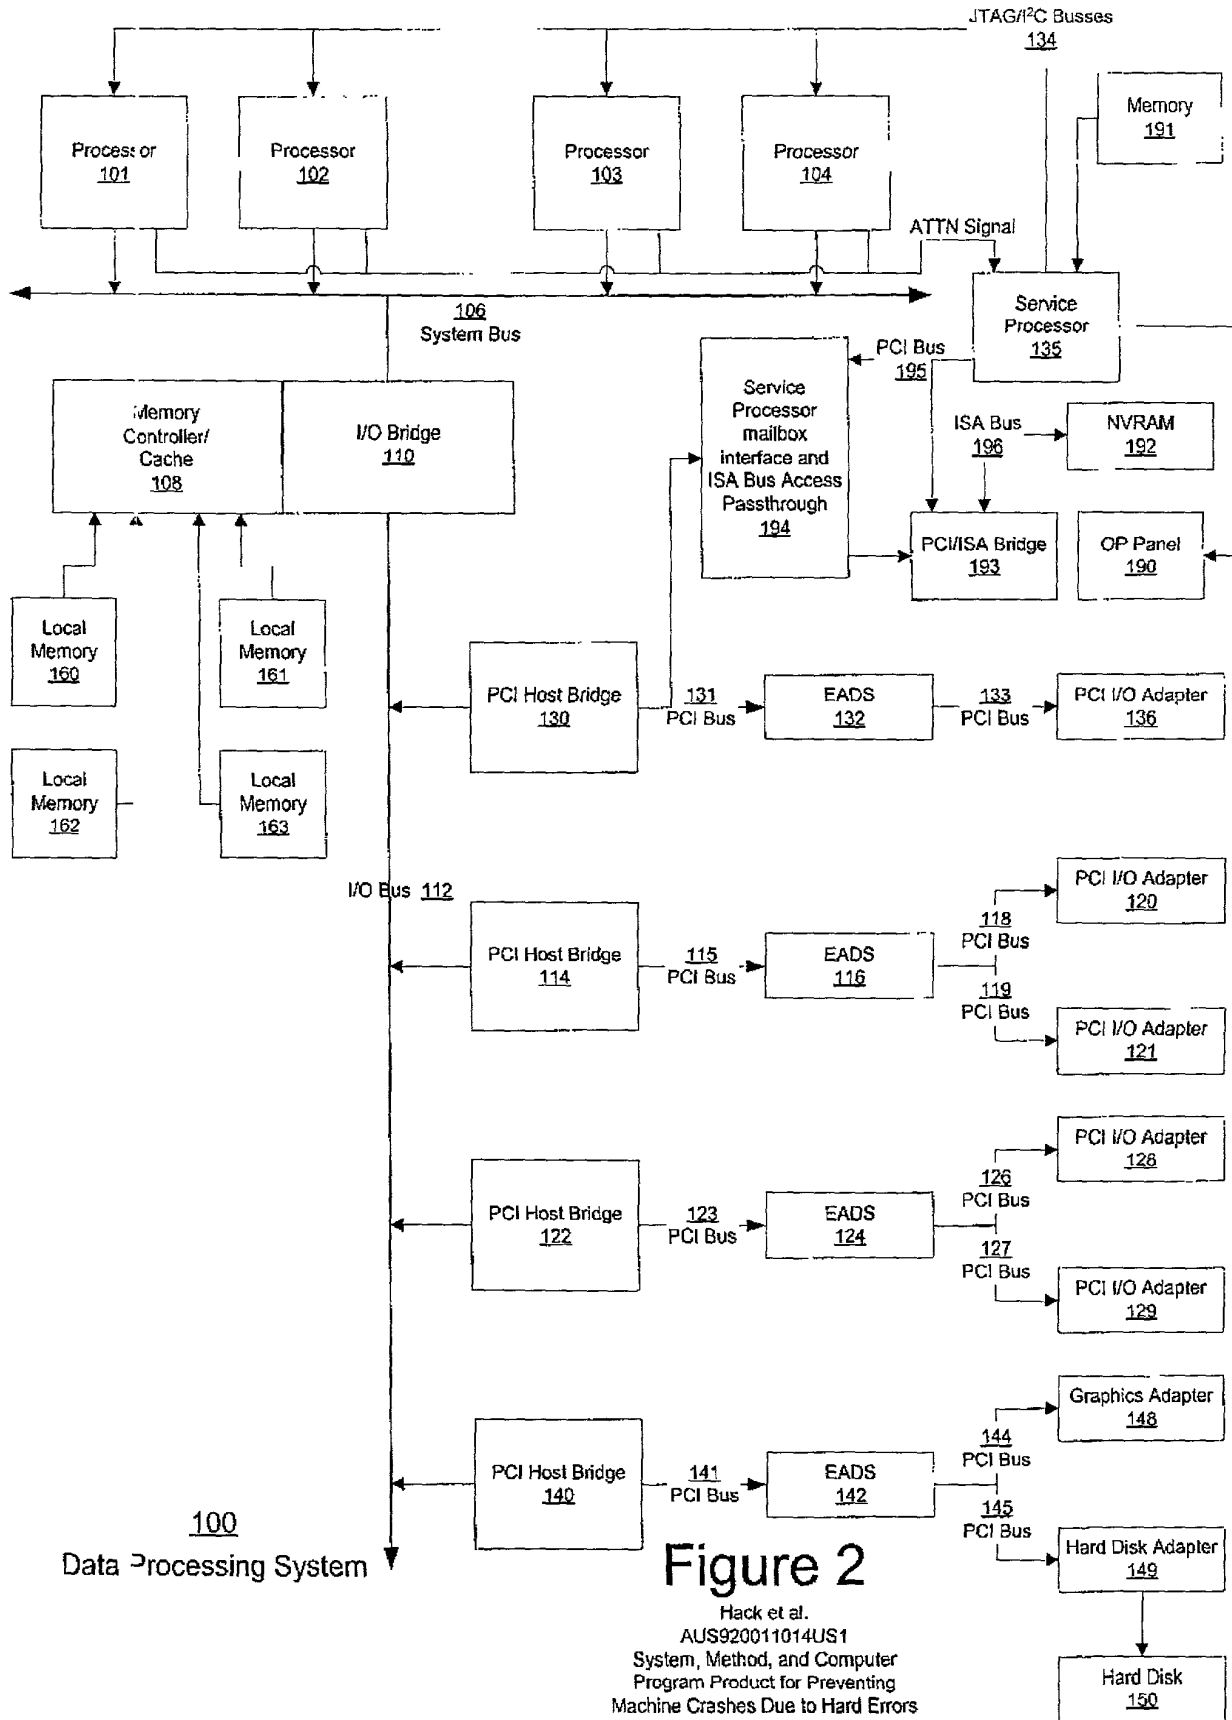 JTAG/I²C Busses
134
Memory
191
Processor
101
Processor
102
Processor
103
Processor
104
ATTN Signal
106
System Bus
Service
Processor
135
PCI Bus
195
Service
Processor
mailbox
interface and
ISA Bus Access
Passthrough
194
ISA Bus
196
NVRAM
192
Memory
Controller/
Cache
108
I/O Bridge
110
PCI/ISA Bridge
193
OP Panel
190
Local
Memory
160
Local
Memory
161
PCI Host Bridge
130
131
PCI Bus
EADS
132
133
PCI Bus
PCI I/O Adapter
136
Local
Memory
162
Local
Memory
163
I/O Bus 112
PCI Host Bridge
114
115
PCI Bus
EADS
116
118
PCI Bus
119
PCI Bus
PCI I/O Adapter
120
PCI I/O Adapter
121
PCI Host Bridge
122
123
PCI Bus
EADS
124
126
PCI Bus
127
PCI Bus
PCI I/O Adapter
128
PCI I/O Adapter
129
PCI Host Bridge
140
141
PCI Bus
EADS
142
144
PCI Bus
145
PCI Bus
Graphics Adapter
148
Hard Disk Adapter
149
Hard Disk
150
100
Data Processing System
Figure 2
Hack et al.
AUS920011014US1
System, Method, and Computer
Program Product for Preventing
Machine Crashes Due to Hard Errors